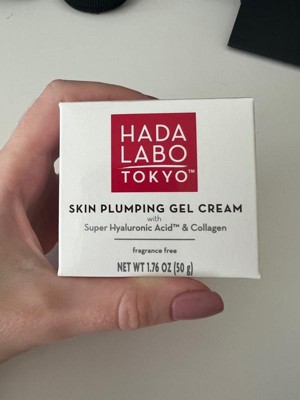 HADA
LABO
TOKYO™
SKIN PLUMPING GEL CREAM
with
Super Hyaluronic Acid™ & Collagen
fragrance free
NET WT 1.76 OZ (50 g)